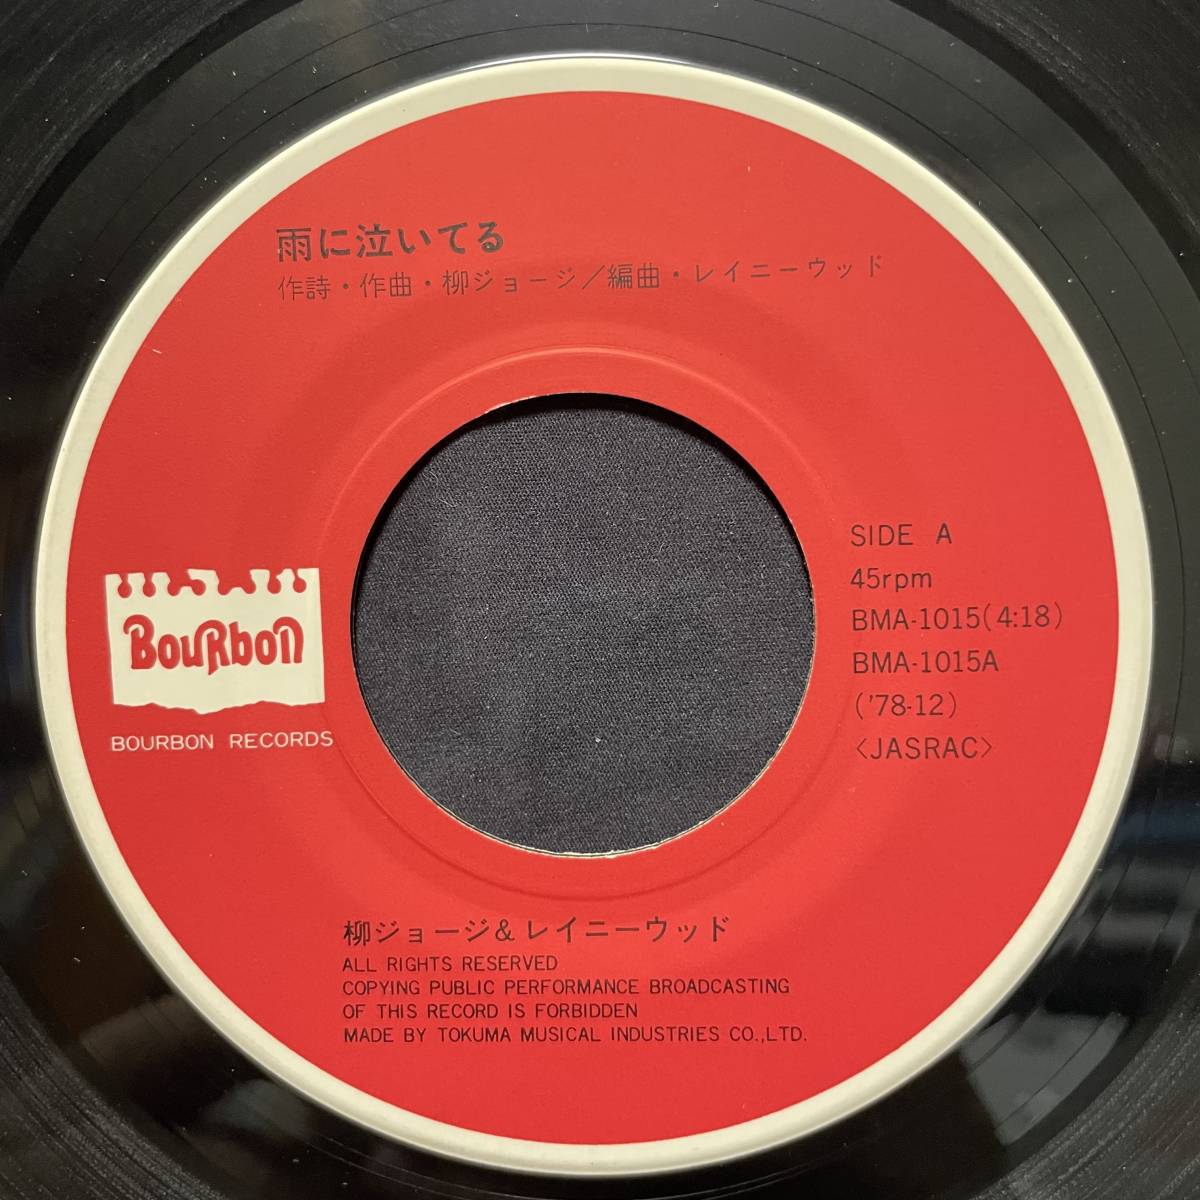 雨に泣いてる
作詩・作曲・柳ジョージ／編曲・レイニーウッド
SIDE A
45rpm
BMA-1015(4:18)
BMA-1015A
('78-12)
〈JASRAC〉
BouRbon
BOURBON RECORDS
柳ジョージ&レイニーウッド
ALL RIGHTS RESERVED
COPYING PUBLIC PERFORMANCE BROADCASTING
OF THIS RECORD IS FORBIDDEN
MADE BY TOKUMA MUSICAL INDUSTRIES CO.,LTD.